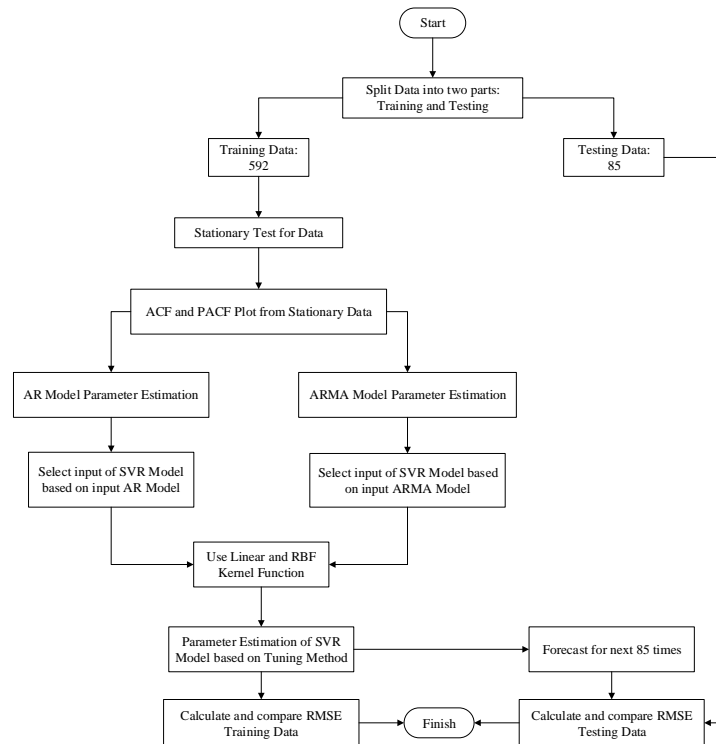 Start
Split Data into two parts:
Training and Testing
Training Data:
592
Testing Data:
85
Stationary Test for Data
ACF and PACF Plot from Stationary Data
AR Model Parameter Estimation
ARMA Model Parameter Estimation
Select input of SVR Model
based on input AR Model
Select input of SVR Model based
on input ARMA Model
Use Linear and RBF
Kernel Function
Parameter Estimation of SVR
Model based on Tuning Method
Forecast for next 85 times
Calculate and compare RMSE
Training Data
Finish
Calculate and compare RMSE
Testing Data